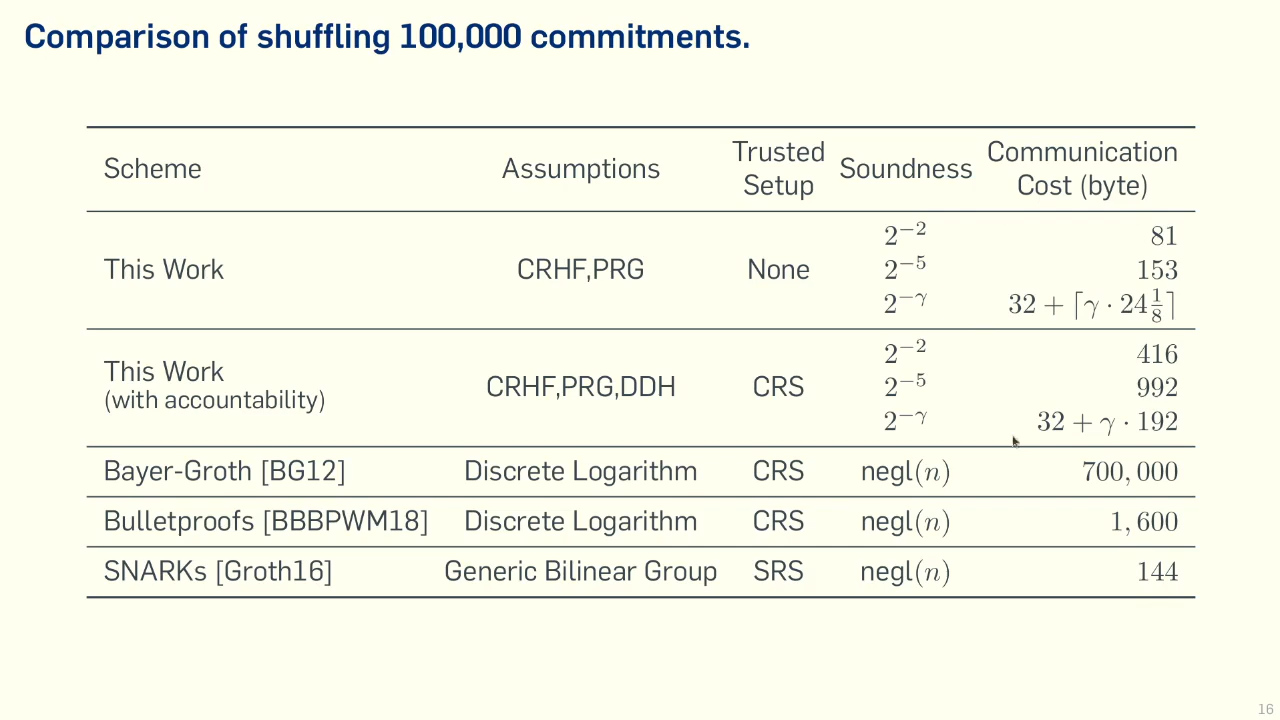 Comparison of shuffling 100,000 commitments.
Scheme Assumptions Trusted Setup Soundness Communication Cost (byte)
This Work CRHF,PRG None
2⁻² 81
2⁻⁵ 153
2^{−γ} 32 + ⌈γ · 24 1/8⌉
This Work (with accountability) CRHF,PRG,DDH CRS
2⁻² 416
2⁻⁵ 992
2^{−γ} 32 + γ · 192
Bayer-Groth [BG12] Discrete Logarithm CRS negl(n) 700,000
Bulletproofs [BBBPWM18] Discrete Logarithm CRS negl(n) 1,600
SNARKs [Groth16] Generic Bilinear Group SRS negl(n) 144
16